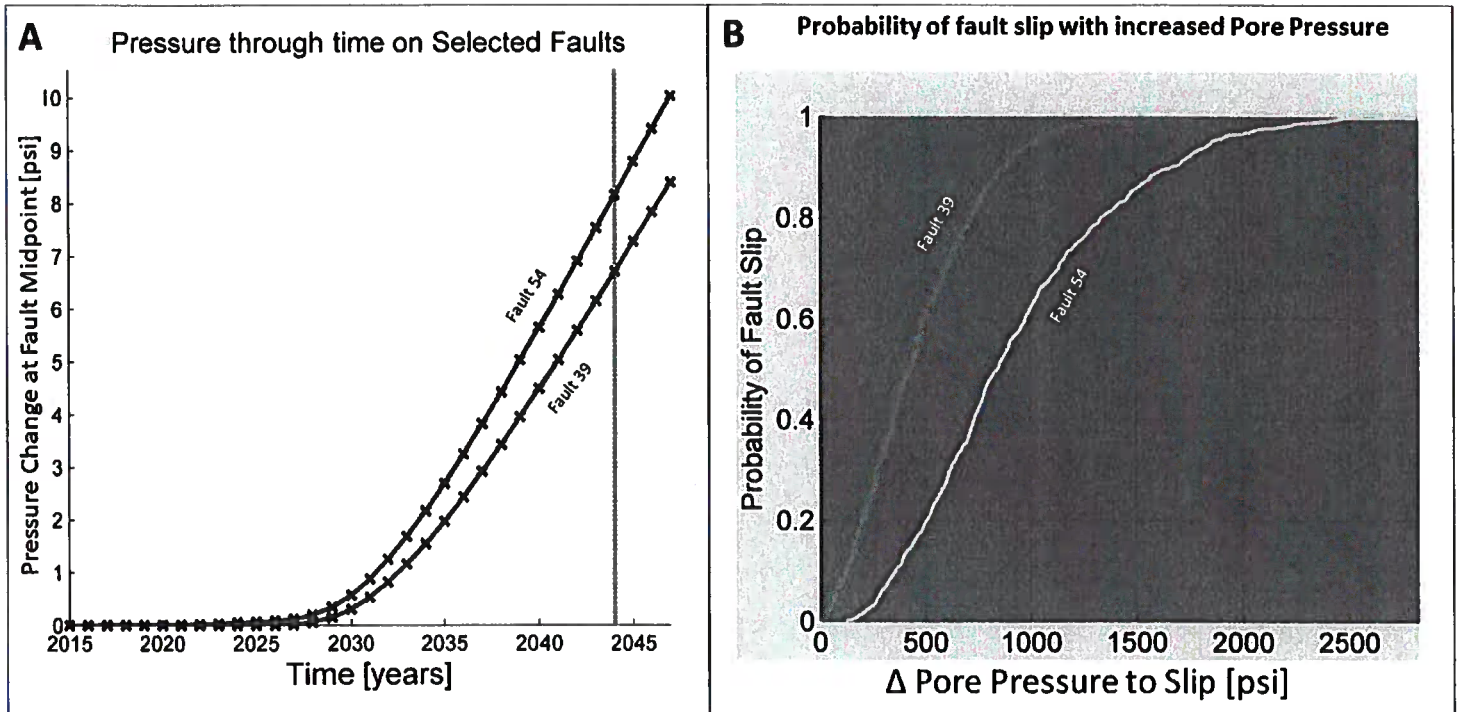 A
Pressure through time on Selected Faults
Pressure Change at Fault Midpoint [psi]
10
9
8
7
6
5
4
3
2
1
0
Fault 54
Fault 39
2015
2020
2025
2030
2035
2040
2045
Time [years]
B
Probability of fault slip with increased Pore Pressure
Probability of Fault Slip
1
0.8
0.6
0.4
0.2
0
Fault 39
Fault 54
0
500
1000
1500
2000
2500
Δ Pore Pressure to Slip [psi]